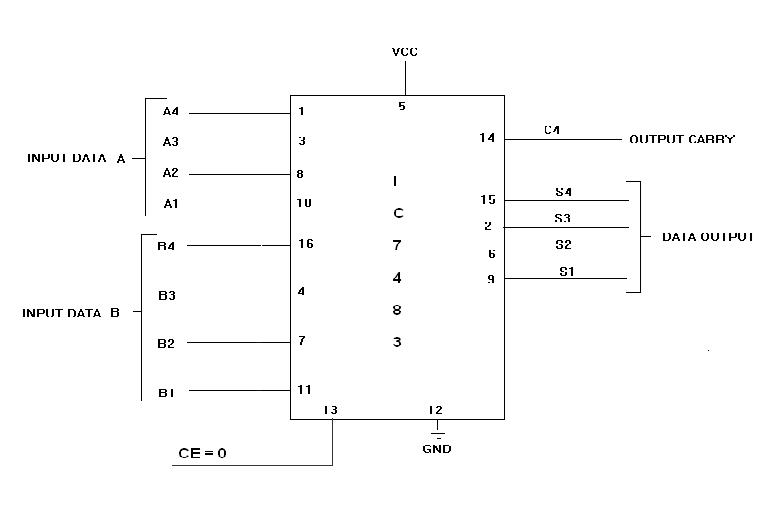 VCC
5
INPUT DATA A
A4
1
A3
3
A2
8
A1
10
INPUT DATA B
B4
16
B3
4
B2
7
B1
11
I
C
7
4
8
3
14
C4
OUTPUT CARRY
15
S4
2
S3
6
S2
9
S1
DATA OUTPUT
13
12
CE = 0
GND